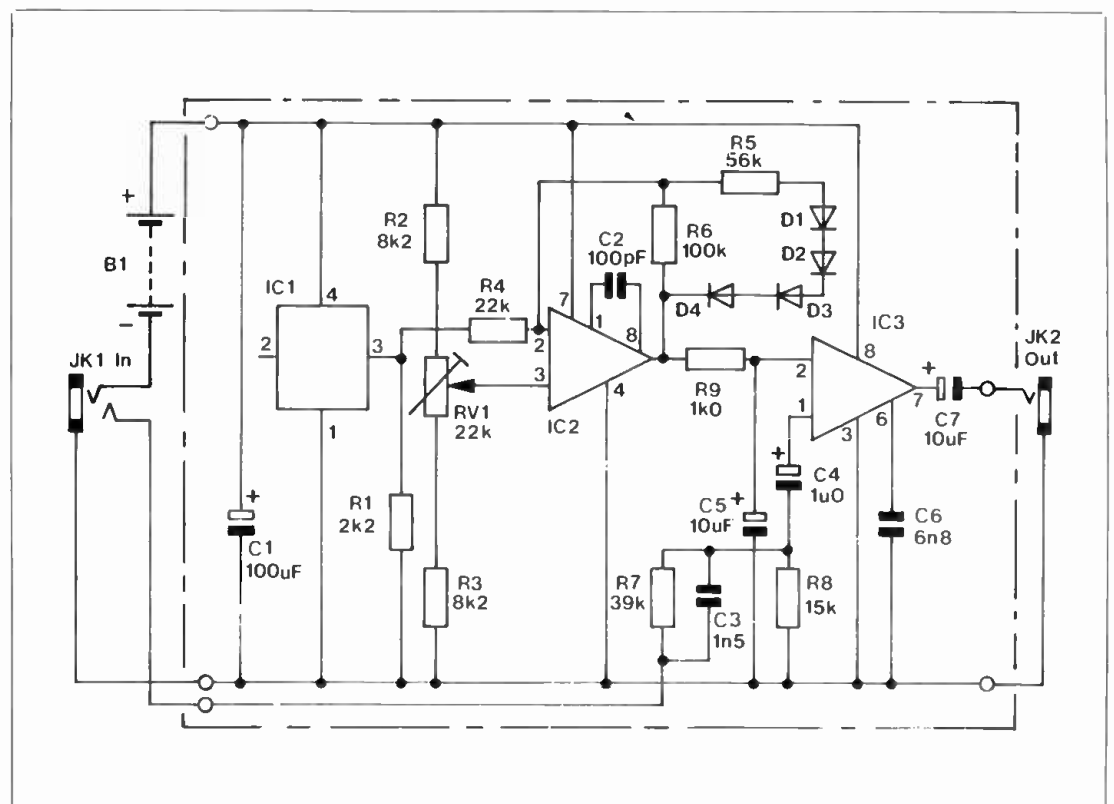 R5
56k
D1
R2
8k2
R6
100k
C2
100pF
D2
+
B1
IC1
R4
22k
D4
D3
4
7
1
8
IC3
-
2
3
2
8
JK2
Out
JK1 In
3
4
R9
1k0
2
+
RV1
22k
IC2
1
7
1
3
6
C7
10uF
+
C4
1u0
R1
2k2
+
C5
10uF
+
C1
100uF
C6
6n8
R3
8k2
R7
39k
R8
15k
C3
1n5